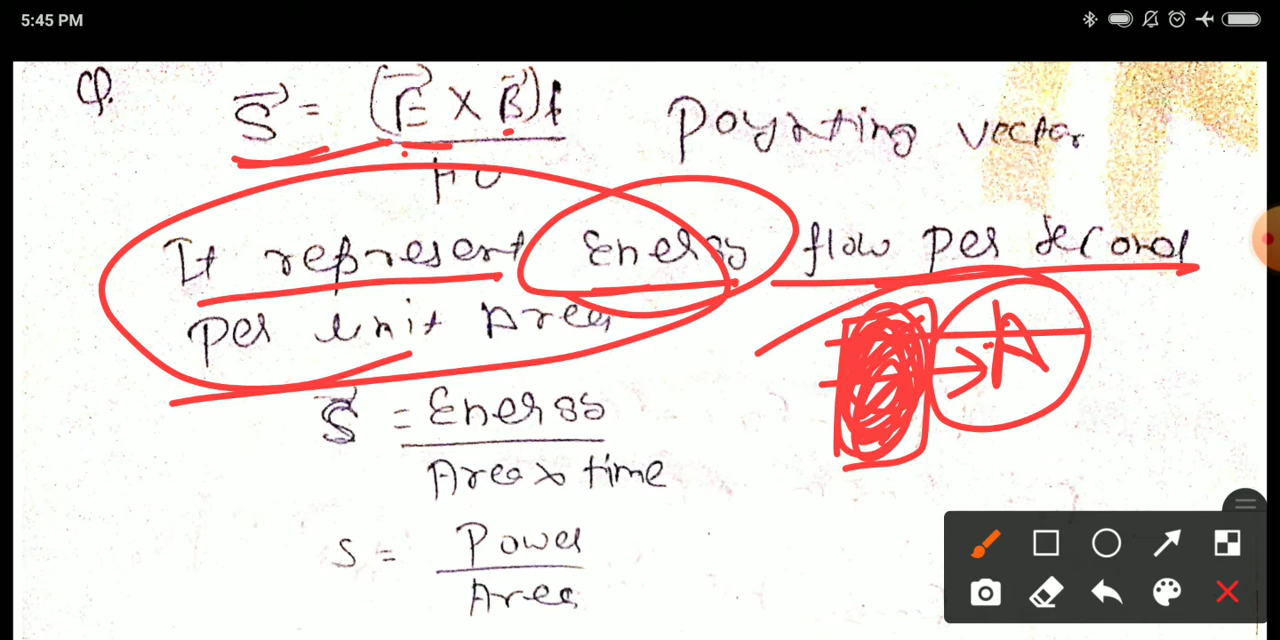 5:45 PM
Q. S⃗ = (E⃗ × B⃗) Poynting vector
μ0
It represent Energy flow per second
per unit Area
S⃗ = Energy
Area × time
S = Power
Area
A